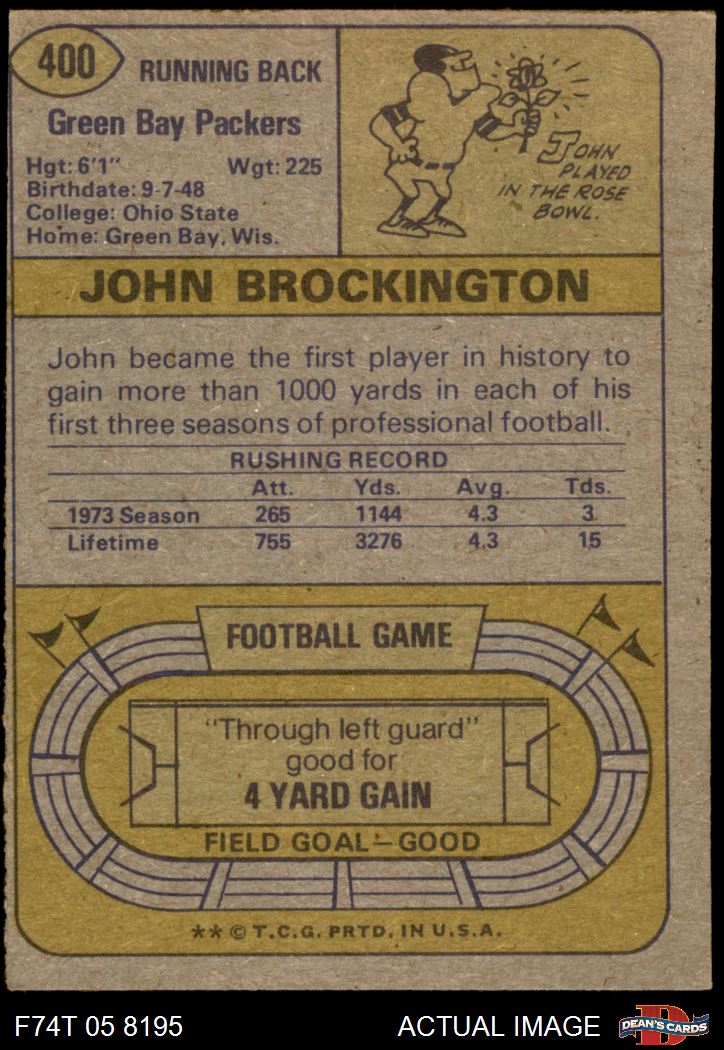 400
RUNNING BACK
Green Bay Packers
Hgt: 6'1" Wgt: 225
Birthdate: 9-7-48
College: Ohio State
Home: Green Bay, Wis.
JOHN
PLAYED
IN THE ROSE
BOWL.
JOHN BROCKINGTON
John became the first player in history to
gain more than 1000 yards in each of his
first three seasons of professional football.
RUSHING RECORD
Att. Yds. Avg. Tds.
1973 Season 265 1144 4.3 3
Lifetime 755 3276 4.3 15
FOOTBALL GAME
"Through left guard"
good for
4 YARD GAIN
FIELD GOAL—GOOD
** © T.C.G. PRTD. IN U.S.A.
F74T 05 8195 ACTUAL IMAGE
D
DEAN'S CARDS